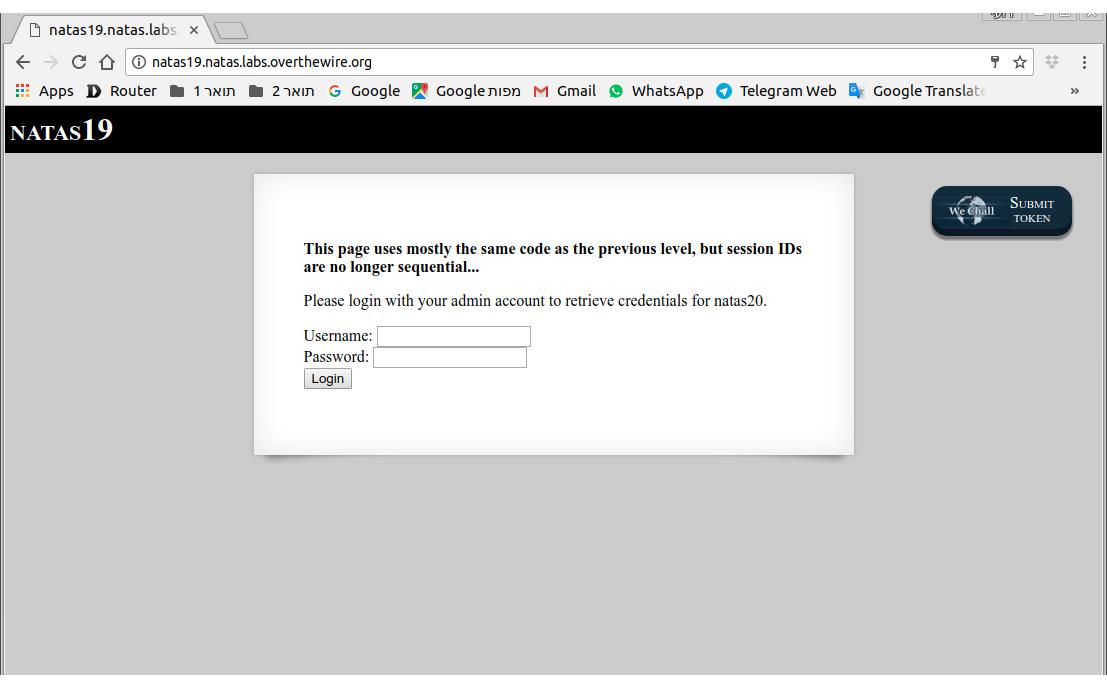 natas19.natas.labs.
natas19.natas.labs.overthewire.org
Apps Router תואר 1 תואר 2 Google Google מפות Gmail WhatsApp Telegram Web Google Translate »
NATAS19
We Chall SUBMIT TOKEN
This page uses mostly the same code as the previous level, but session IDs
are no longer sequential...
Please login with your admin account to retrieve credentials for natas20.
Username:
Password:
Login